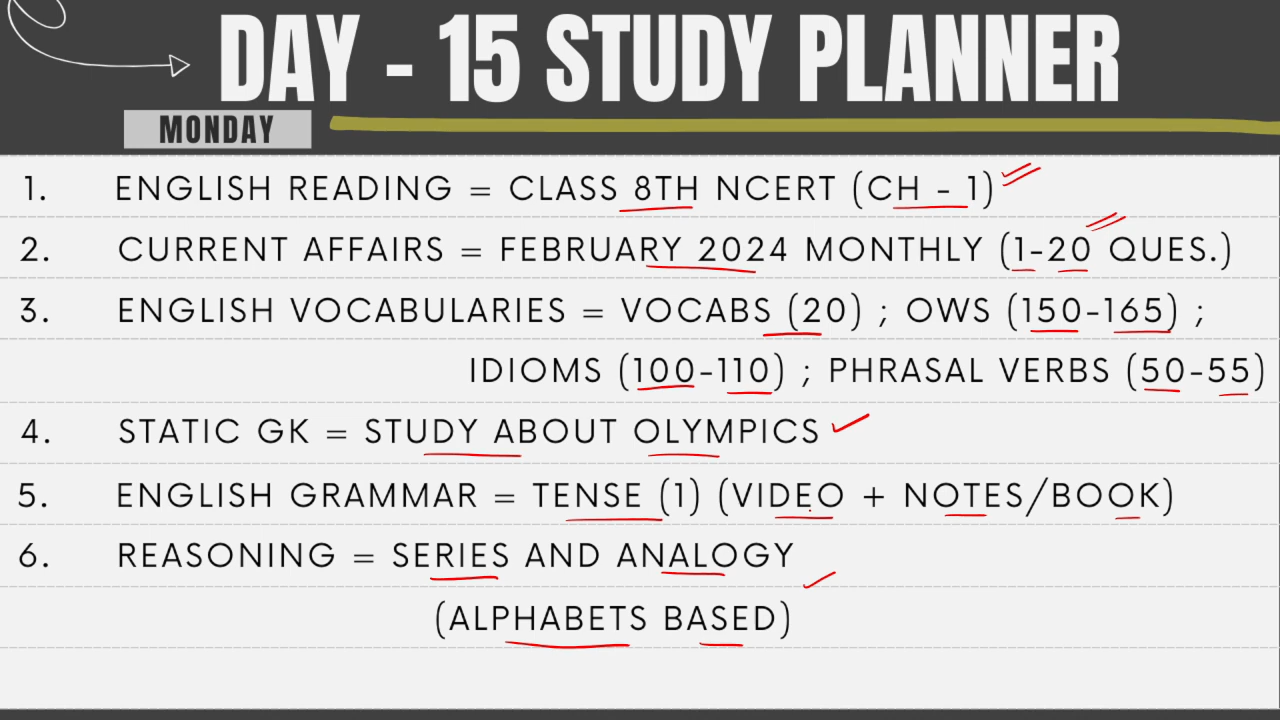 DAY - 15 STUDY PLANNER
MONDAY
1. ENGLISH READING = CLASS 8TH NCERT (CH - 1)
2. CURRENT AFFAIRS = FEBRUARY 2024 MONTHLY (1-20 QUES.)
3. ENGLISH VOCABULARIES = VOCABS (20) ; OWS (150-165) ;
IDIOMS (100-110) ; PHRASAL VERBS (50-55)
4. STATIC GK = STUDY ABOUT OLYMPICS
5. ENGLISH GRAMMAR = TENSE (1) (VIDEO + NOTES/BOOK)
6. REASONING = SERIES AND ANALOGY
(ALPHABETS BASED)